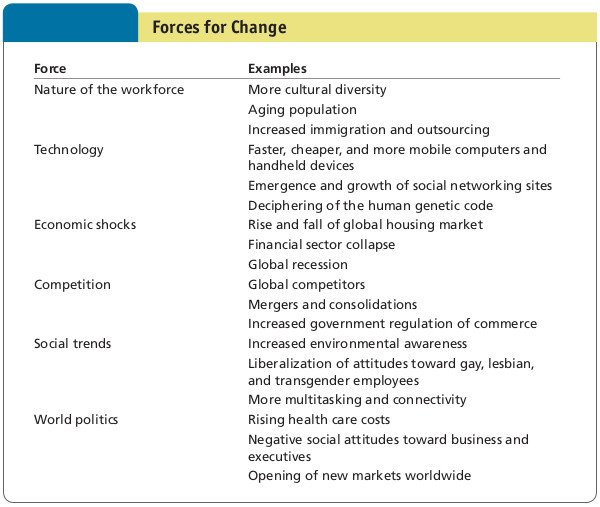 Forces for Change
Force Examples
Nature of the workforce More cultural diversity
Aging population
Increased immigration and outsourcing
Technology Faster, cheaper, and more mobile computers and
handheld devices
Emergence and growth of social networking sites
Deciphering of the human genetic code
Economic shocks Rise and fall of global housing market
Financial sector collapse
Global recession
Competition Global competitors
Mergers and consolidations
Increased government regulation of commerce
Social trends Increased environmental awareness
Liberalization of attitudes toward gay, lesbian,
and transgender employees
More multitasking and connectivity
World politics Rising health care costs
Negative social attitudes toward business and
executives
Opening of new markets worldwide